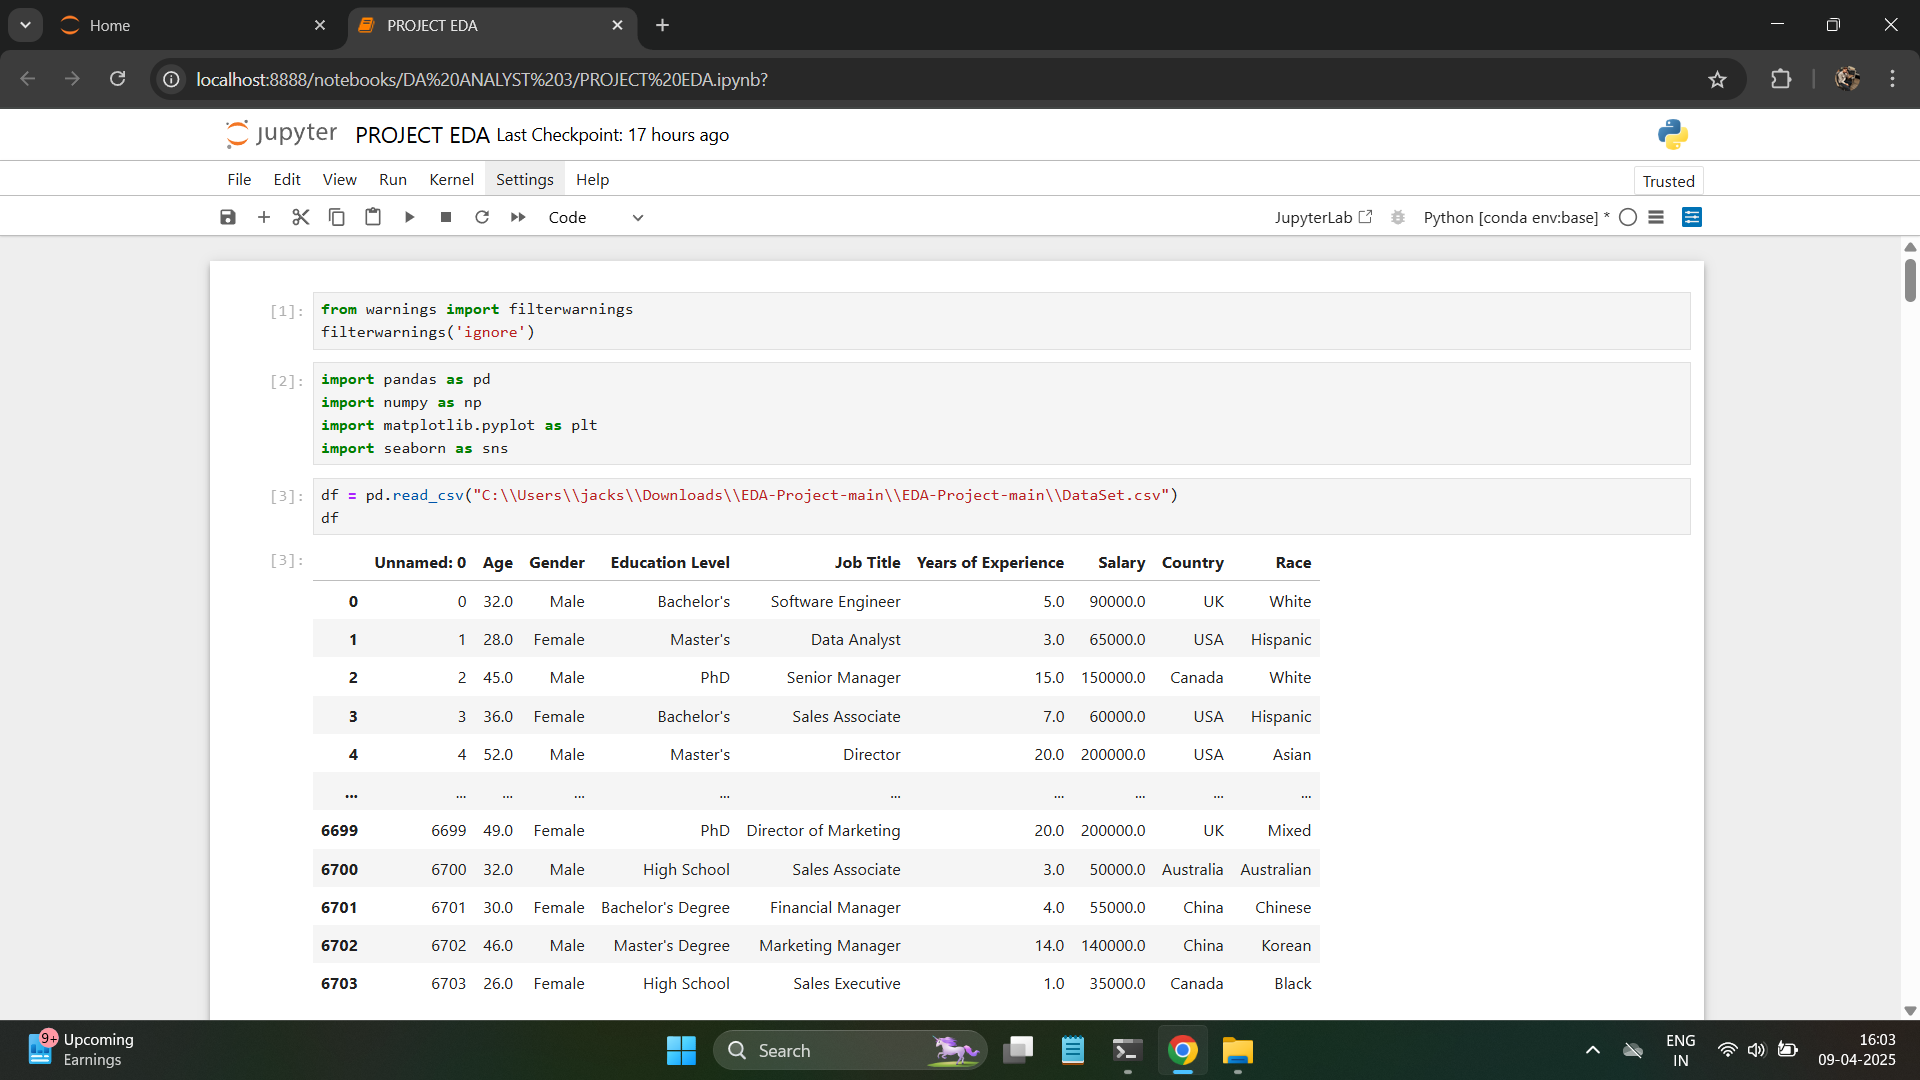 Home
PROJECT EDA
localhost:8888/notebooks/DA%20ANALYST%203/PROJECT%20EDA.ipynb?
jupyter PROJECT EDA Last Checkpoint: 17 hours ago
File Edit View Run Kernel Settings Help
Trusted
Code
JupyterLab
Python [conda env:base] *
[1]: from warnings import filterwarnings
filterwarnings('ignore')
[2]: import pandas as pd
import numpy as np
import matplotlib.pyplot as plt
import seaborn as sns
[3]: df = pd.read_csv("C:\\Users\\jacks\\Downloads\\EDA-Project-main\\EDA-Project-main\\DataSet.csv")
df
[3]: Unnamed: 0 Age Gender Education Level Job Title Years of Experience Salary Country Race
0 0 32.0 Male Bachelor's Software Engineer 5.0 90000.0 UK White
1 1 28.0 Female Master's Data Analyst 3.0 65000.0 USA Hispanic
2 2 45.0 Male PhD Senior Manager 15.0 150000.0 Canada White
3 3 36.0 Female Bachelor's Sales Associate 7.0 60000.0 USA Hispanic
4 4 52.0 Male Master's Director 20.0 200000.0 USA Asian
... ... ... ... ... ... ... ... ... ...
6699 6699 49.0 Female PhD Director of Marketing 20.0 200000.0 UK Mixed
6700 6700 32.0 Male High School Sales Associate 3.0 50000.0 Australia Australian
6701 6701 30.0 Female Bachelor's Degree Financial Manager 4.0 55000.0 China Chinese
6702 6702 46.0 Male Master's Degree Marketing Manager 14.0 140000.0 China Korean
6703 6703 26.0 Female High School Sales Executive 1.0 35000.0 Canada Black
9+
Upcoming
Earnings
Search
ENG
IN
16:03
09-04-2025